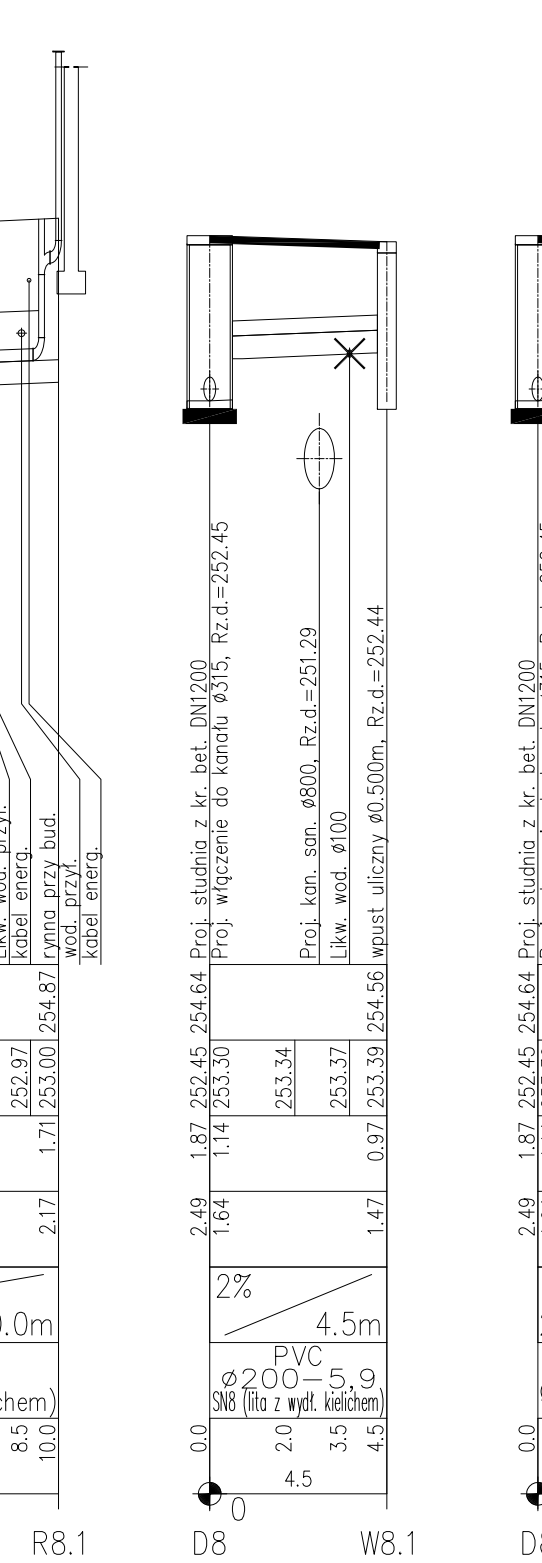 Likw. wod. przył.
kabel energ.
rynna przy bud.
wod. przył.
kabel energ.
254.87
252.97
253.00
1.71
2.17
0.0m
chem)
8.5
10.0
R8.1
Proj. studnia z kr. bet. DN1200
Proj. włączenie do kanału ø315, Rz.d.=252.45
Proj. kan. san. ø800, Rz.d.=251.29
Likw. wod. ø100
wpust uliczny ø0.500m, Rz.d.=252.44
254.64
254.56
252.45
253.30
253.34
253.37
253.39
1.87
1.14
0.97
2.49
1.64
1.47
2%
4.5m
PVC
ø200-5,9
SN8 (lita z wydł. kielichem)
0.0
2.0
3.5
4.5
4.5
0
D8
W8.1
Proj. studnia z kr. bet. DN1200
254.64
252.45
1.87
2.49
0.0
D8